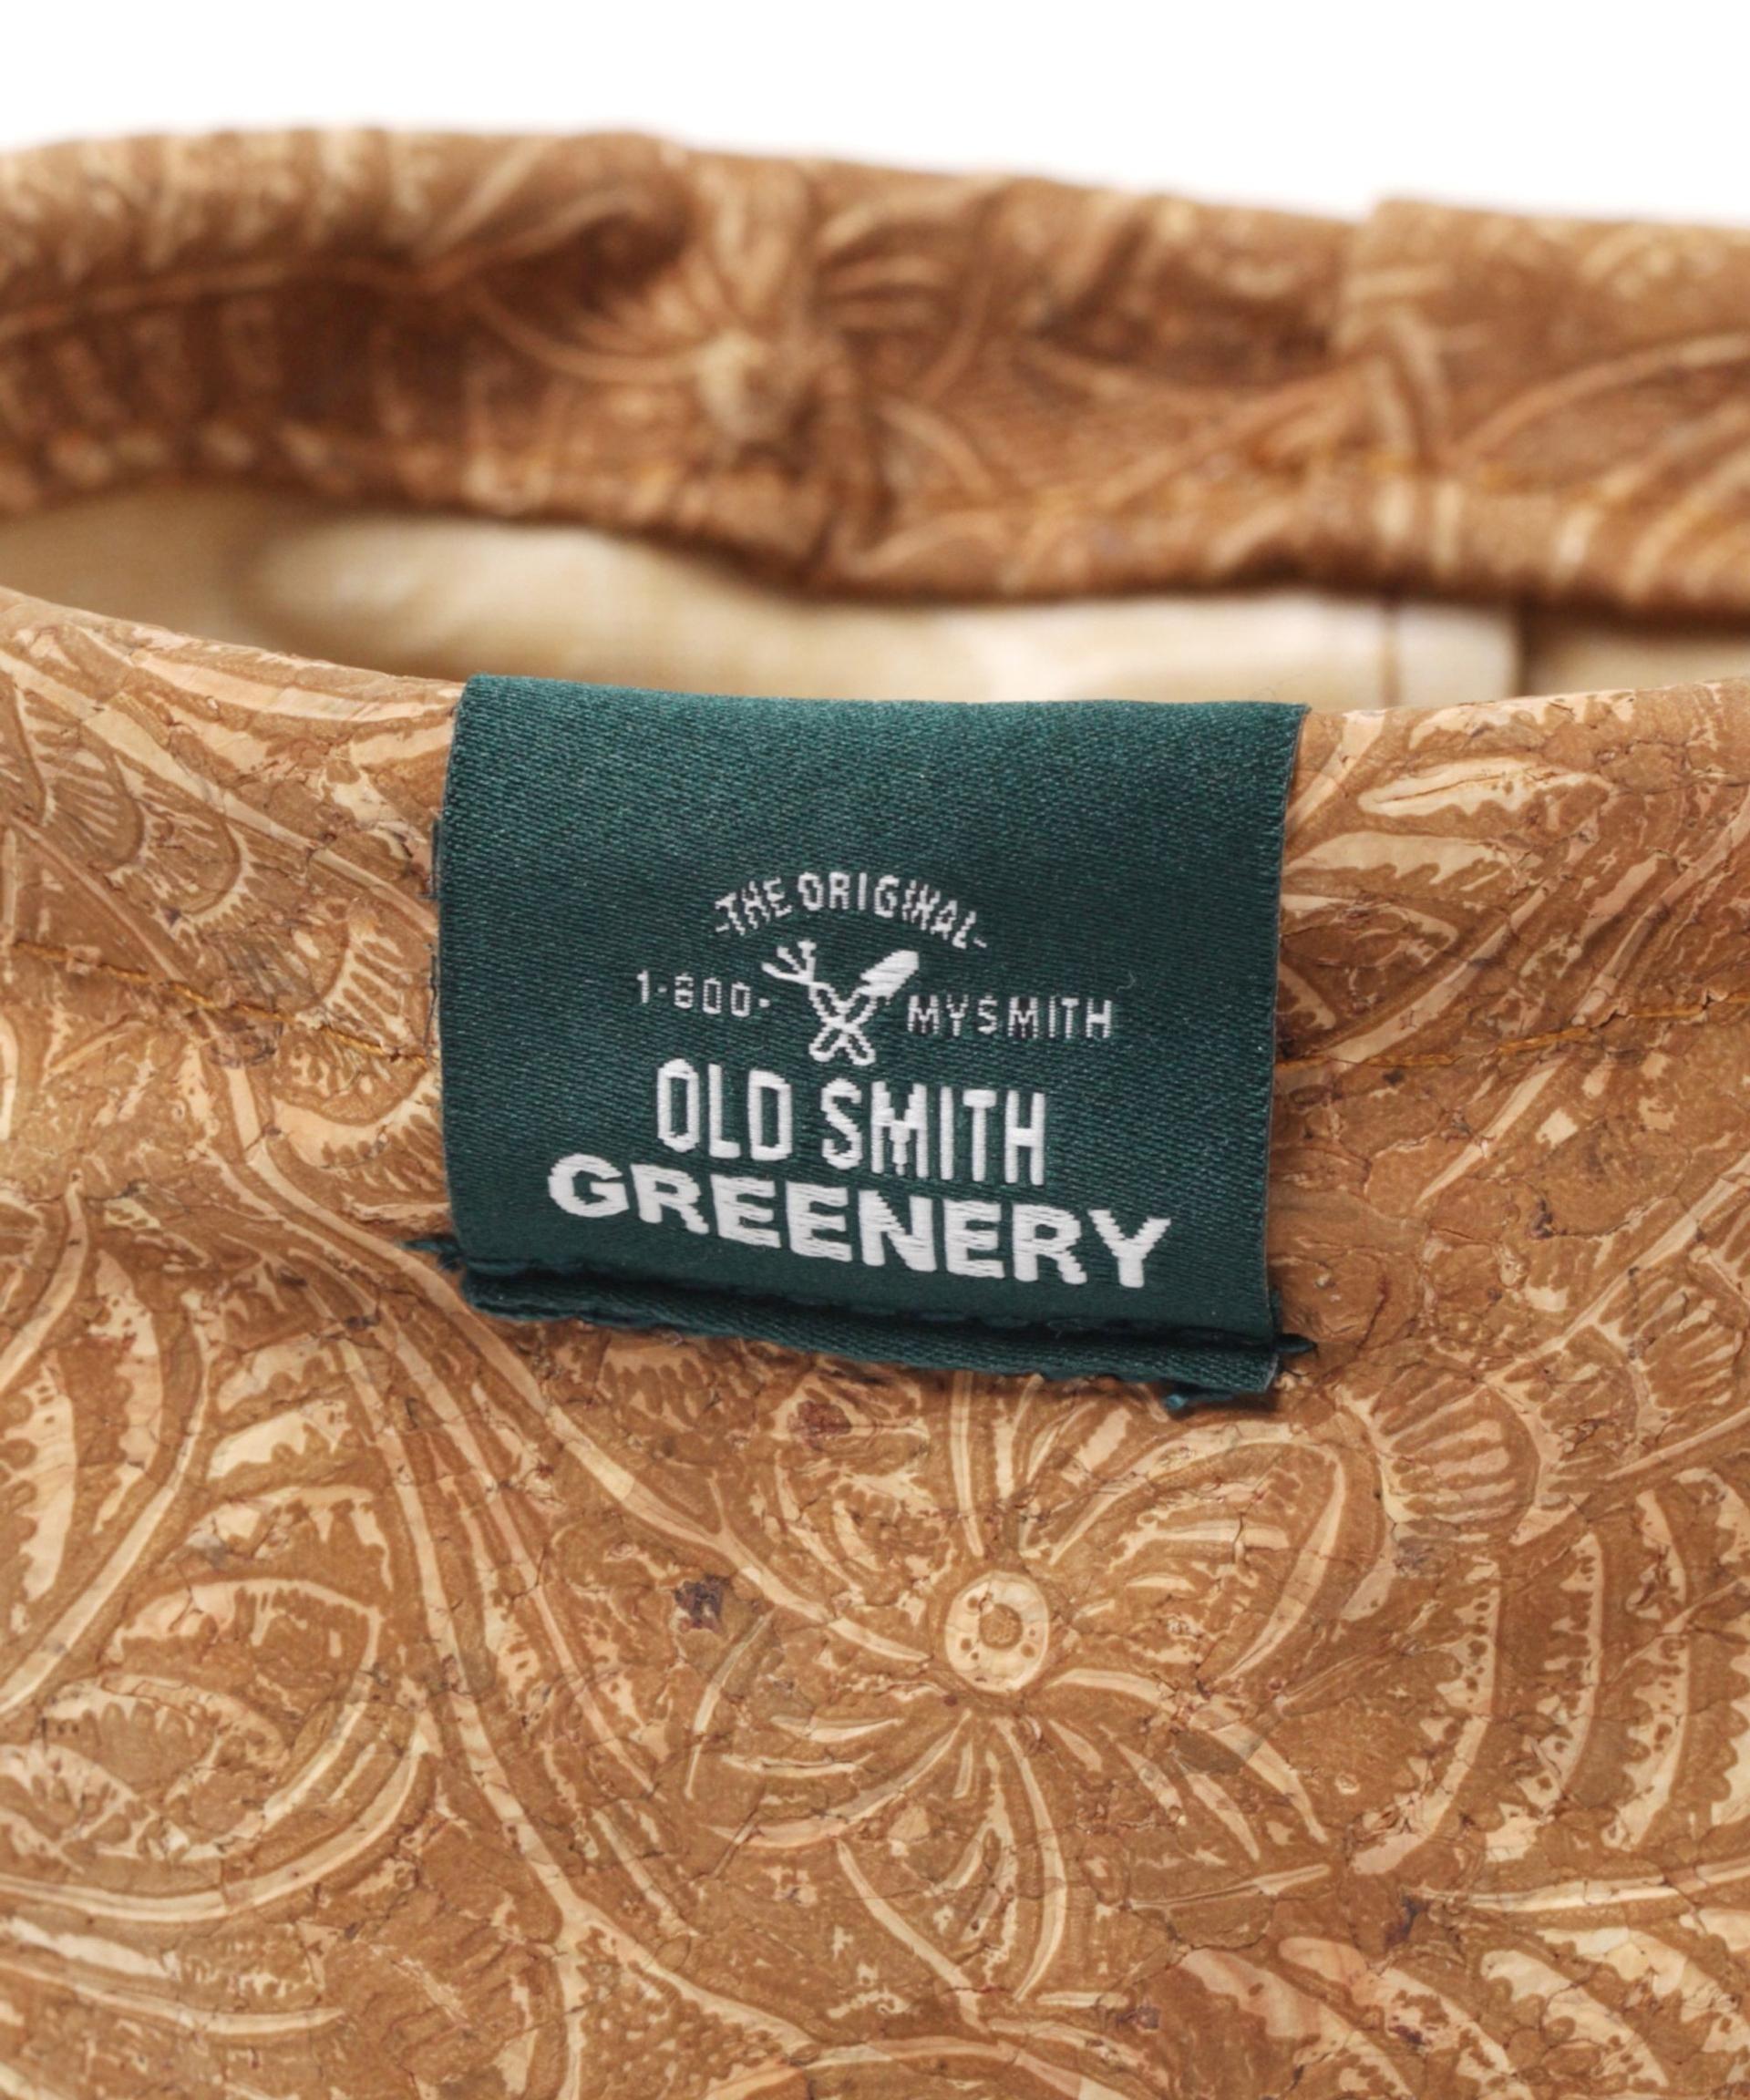 -THE ORIGINAL-
1-800- MYSMITH
OLD SMITH
GREENERY